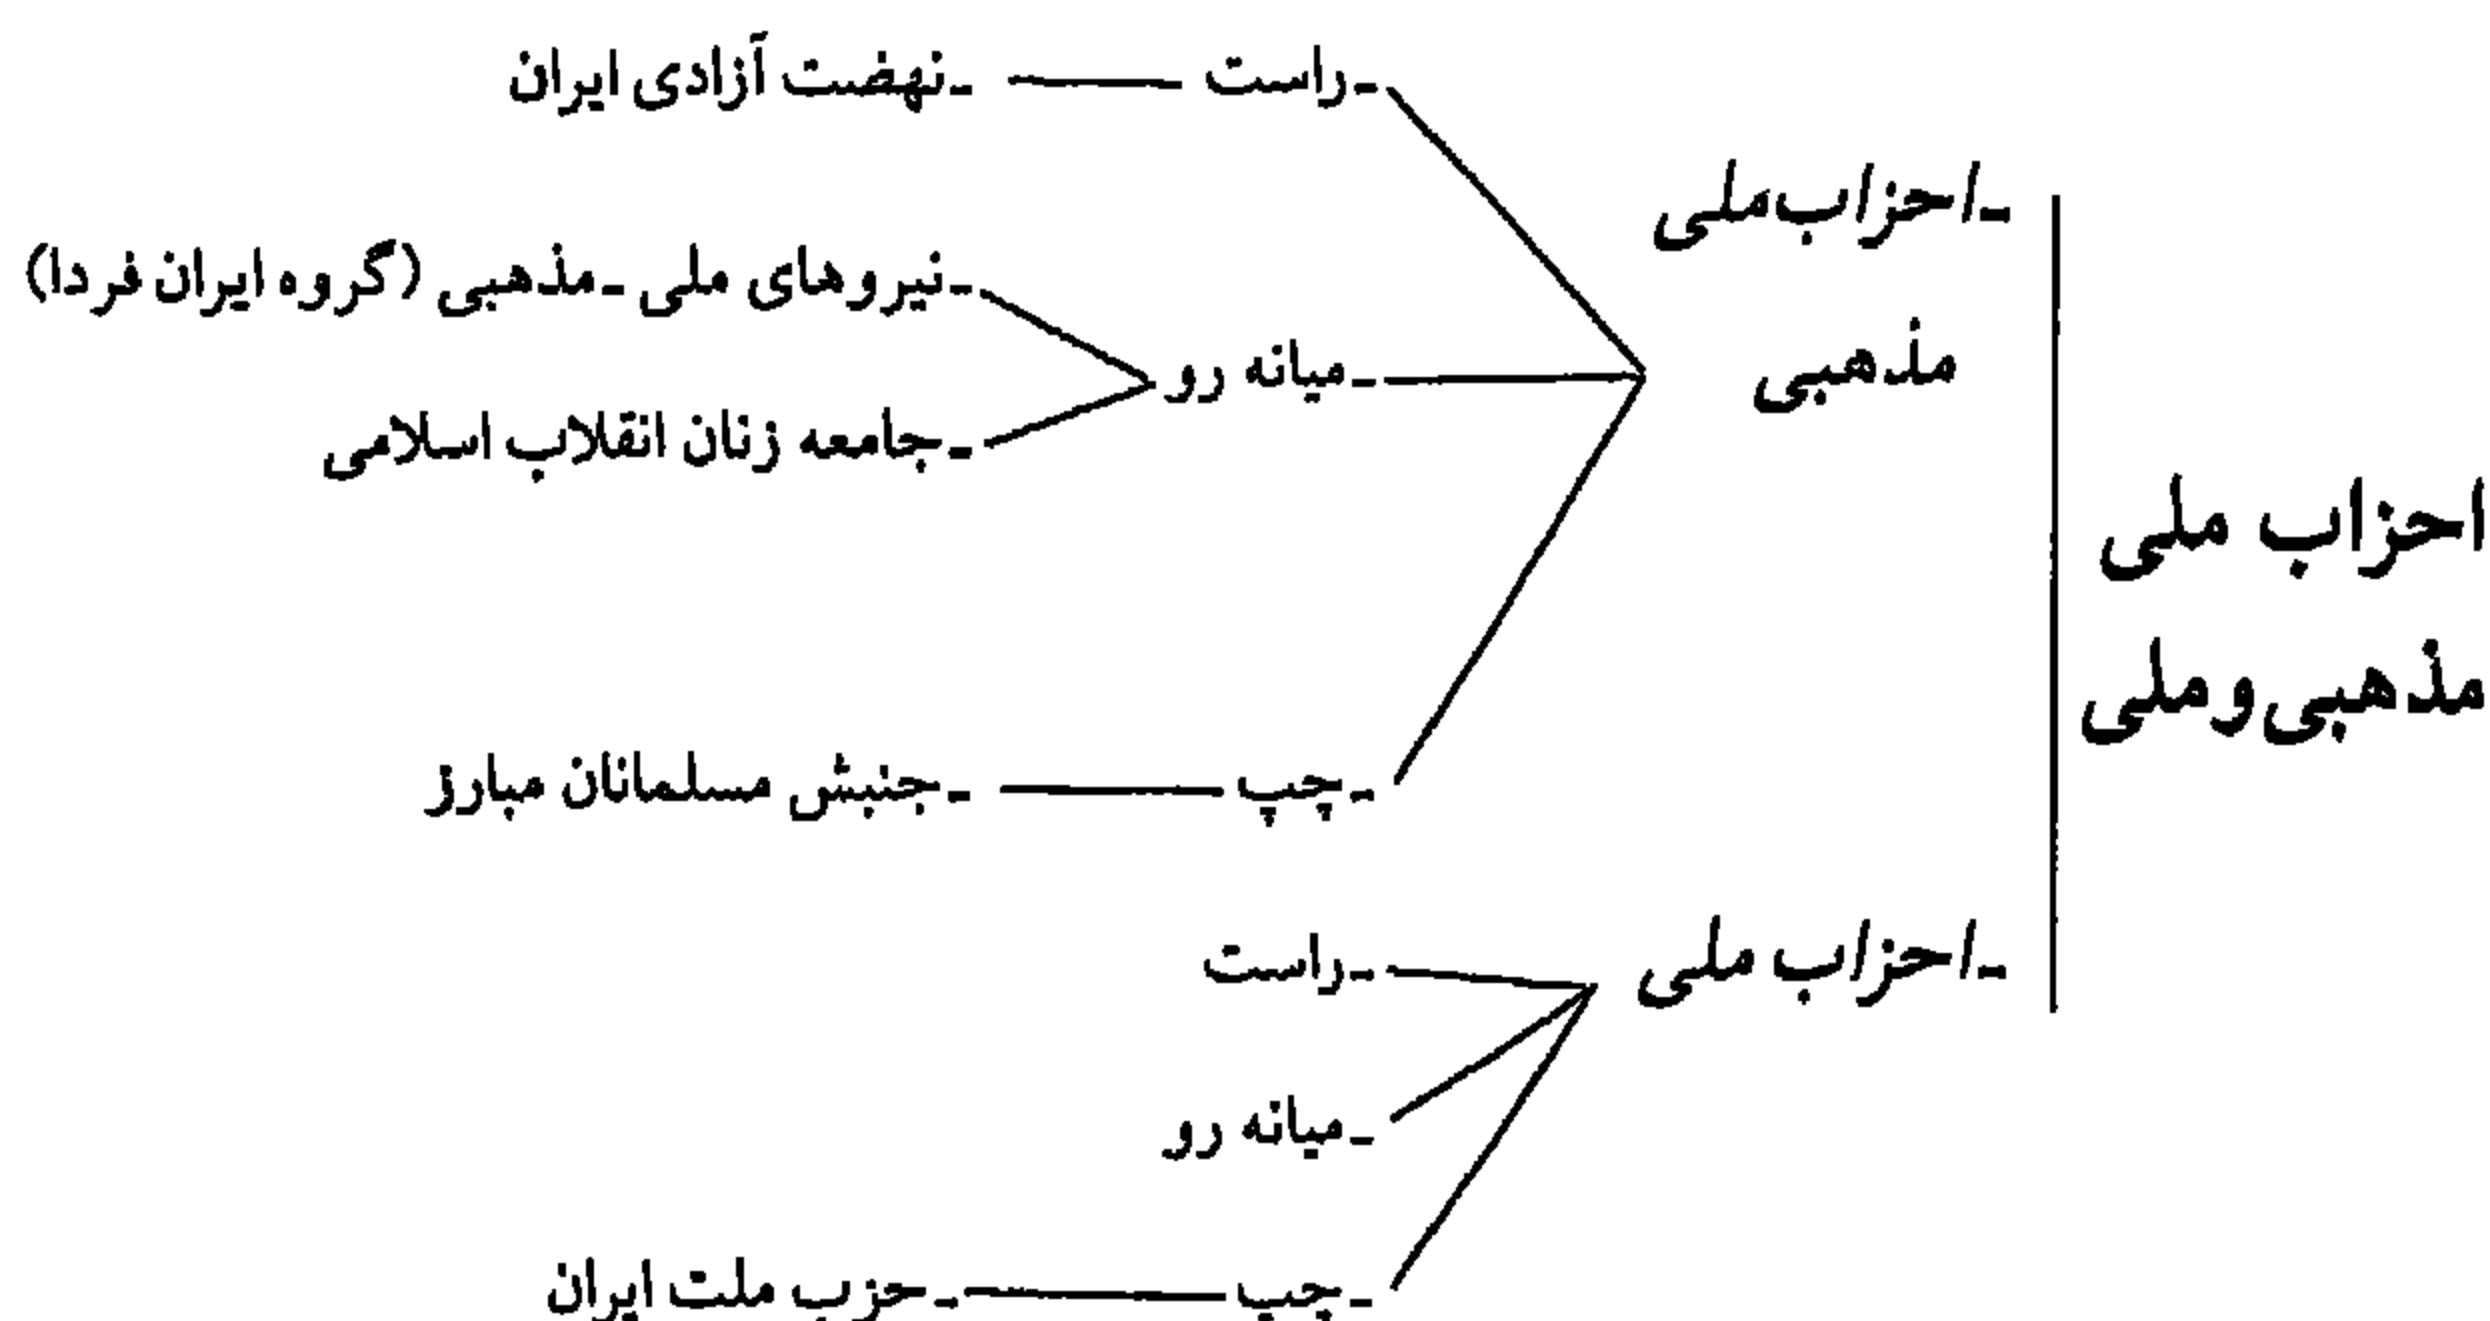 احزاب ملی
مذهبی و ملی
ـ احزاب ملی
مذهبی
ـ راست
ـ نهضت آزادی ایران
ـ میانه رو
ـ نیروهای ملی ـ مذهبی (گروه ایران فردا)
ـ جامعه زنان انقلاب اسلامی
ـ چپ
ـ جنبش مسلمانان مبارز
ـ احزاب ملی
ـ راست
ـ میانه رو
ـ چپ
ـ حزب ملت ایران